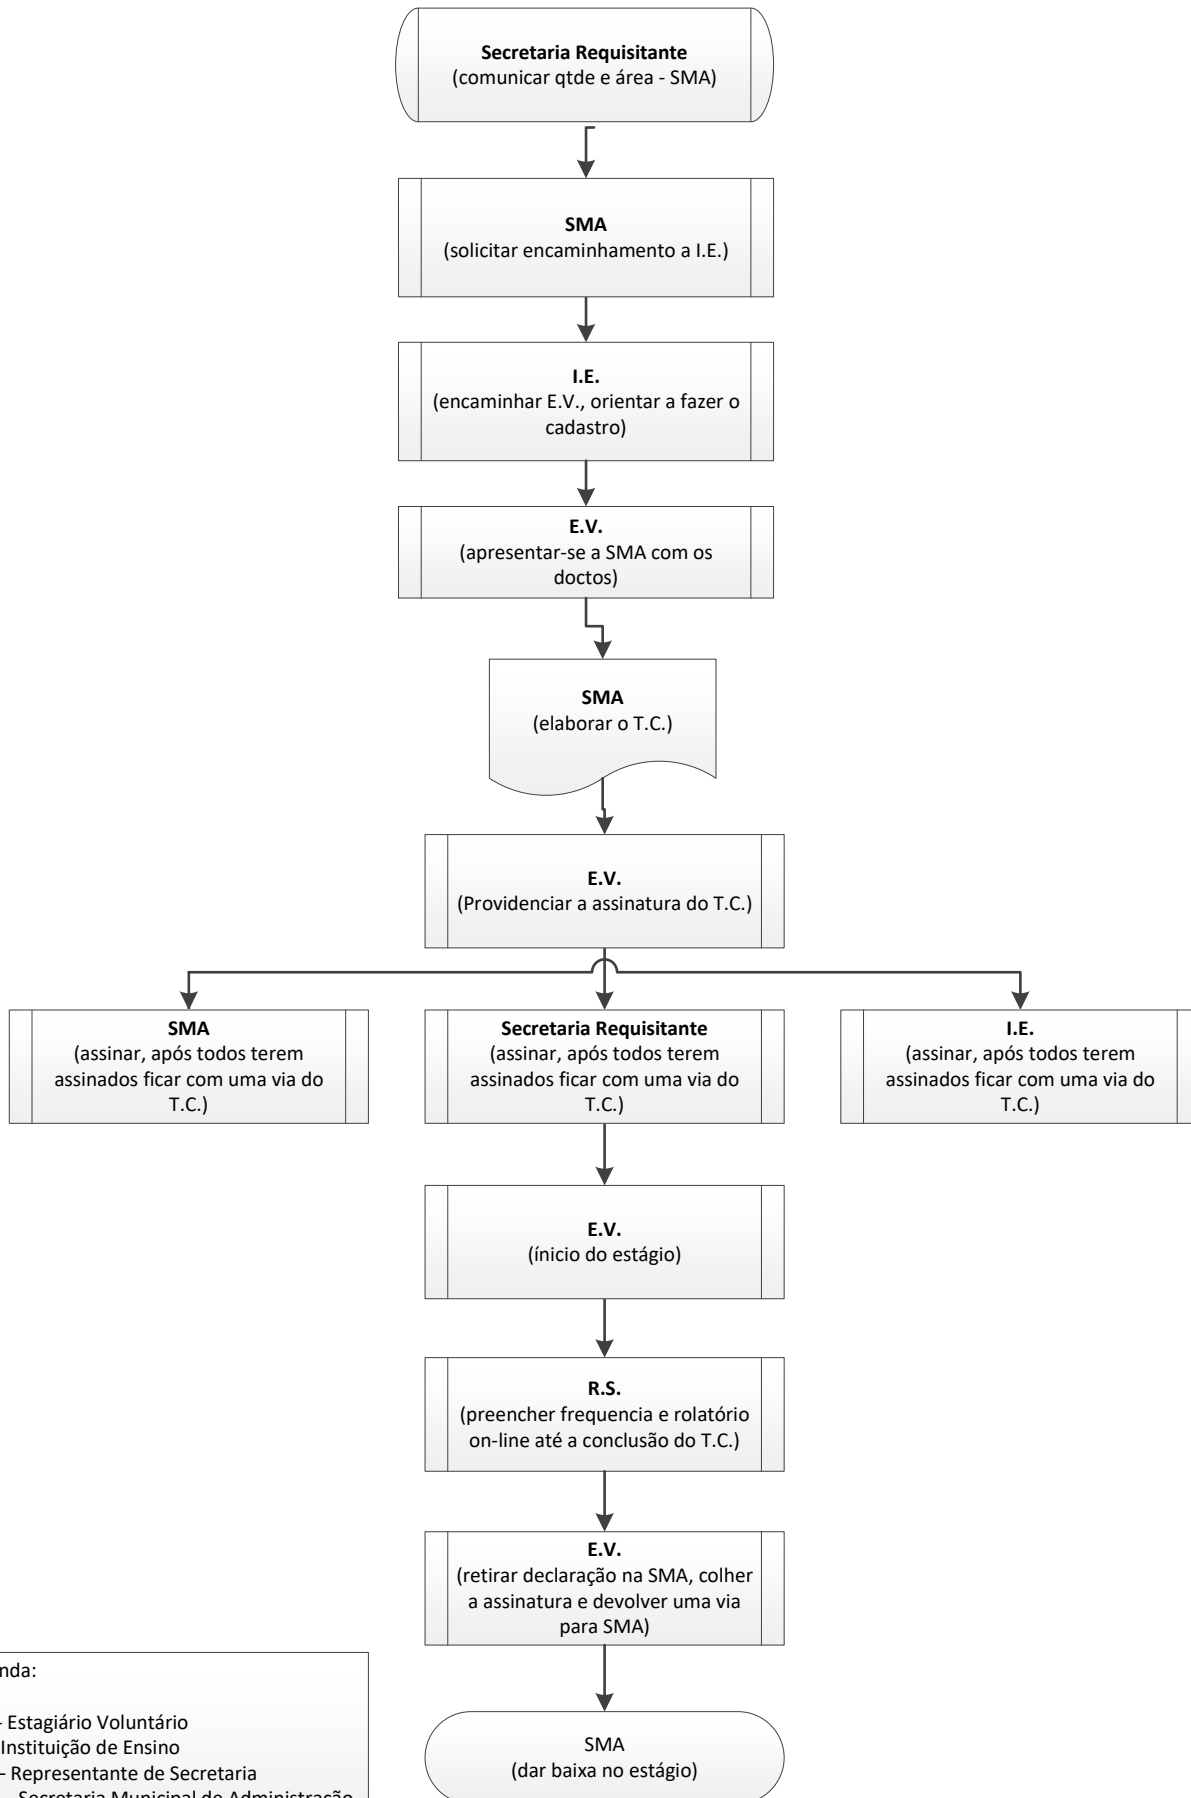 Secretaria Requisitante
(comunicar qtde e área - SMA)
SMA
(solicitar encaminhamento a I.E.)
I.E.
(encaminhar E.V., orientar a fazer o
cadastro)
E.V.
(apresentar-se a SMA com os
doctos)
SMA
(elaborar o T.C.)
E.V.
(Providenciar a assinatura do T.C.)
SMA
(assinar, após todos terem
assinados ficar com uma via do
T.C.)
Secretaria Requisitante
(assinar, após todos terem
assinados ficar com uma via do
T.C.)
I.E.
(assinar, após todos terem
assinados ficar com uma via do
T.C.)
E.V.
(ínicio do estágio)
R.S.
(preencher frequencia e rolatório
on-line até a conclusão do T.C.)
E.V.
(retirar declaração na SMA, colher
a assinatura e devolver uma via
para SMA)
SMA
(dar baixa no estágio)
nda:
- Estagiário Voluntário
Instituição de Ensino
- Representante de Secretaria
- Secretaria Municipal de Administração